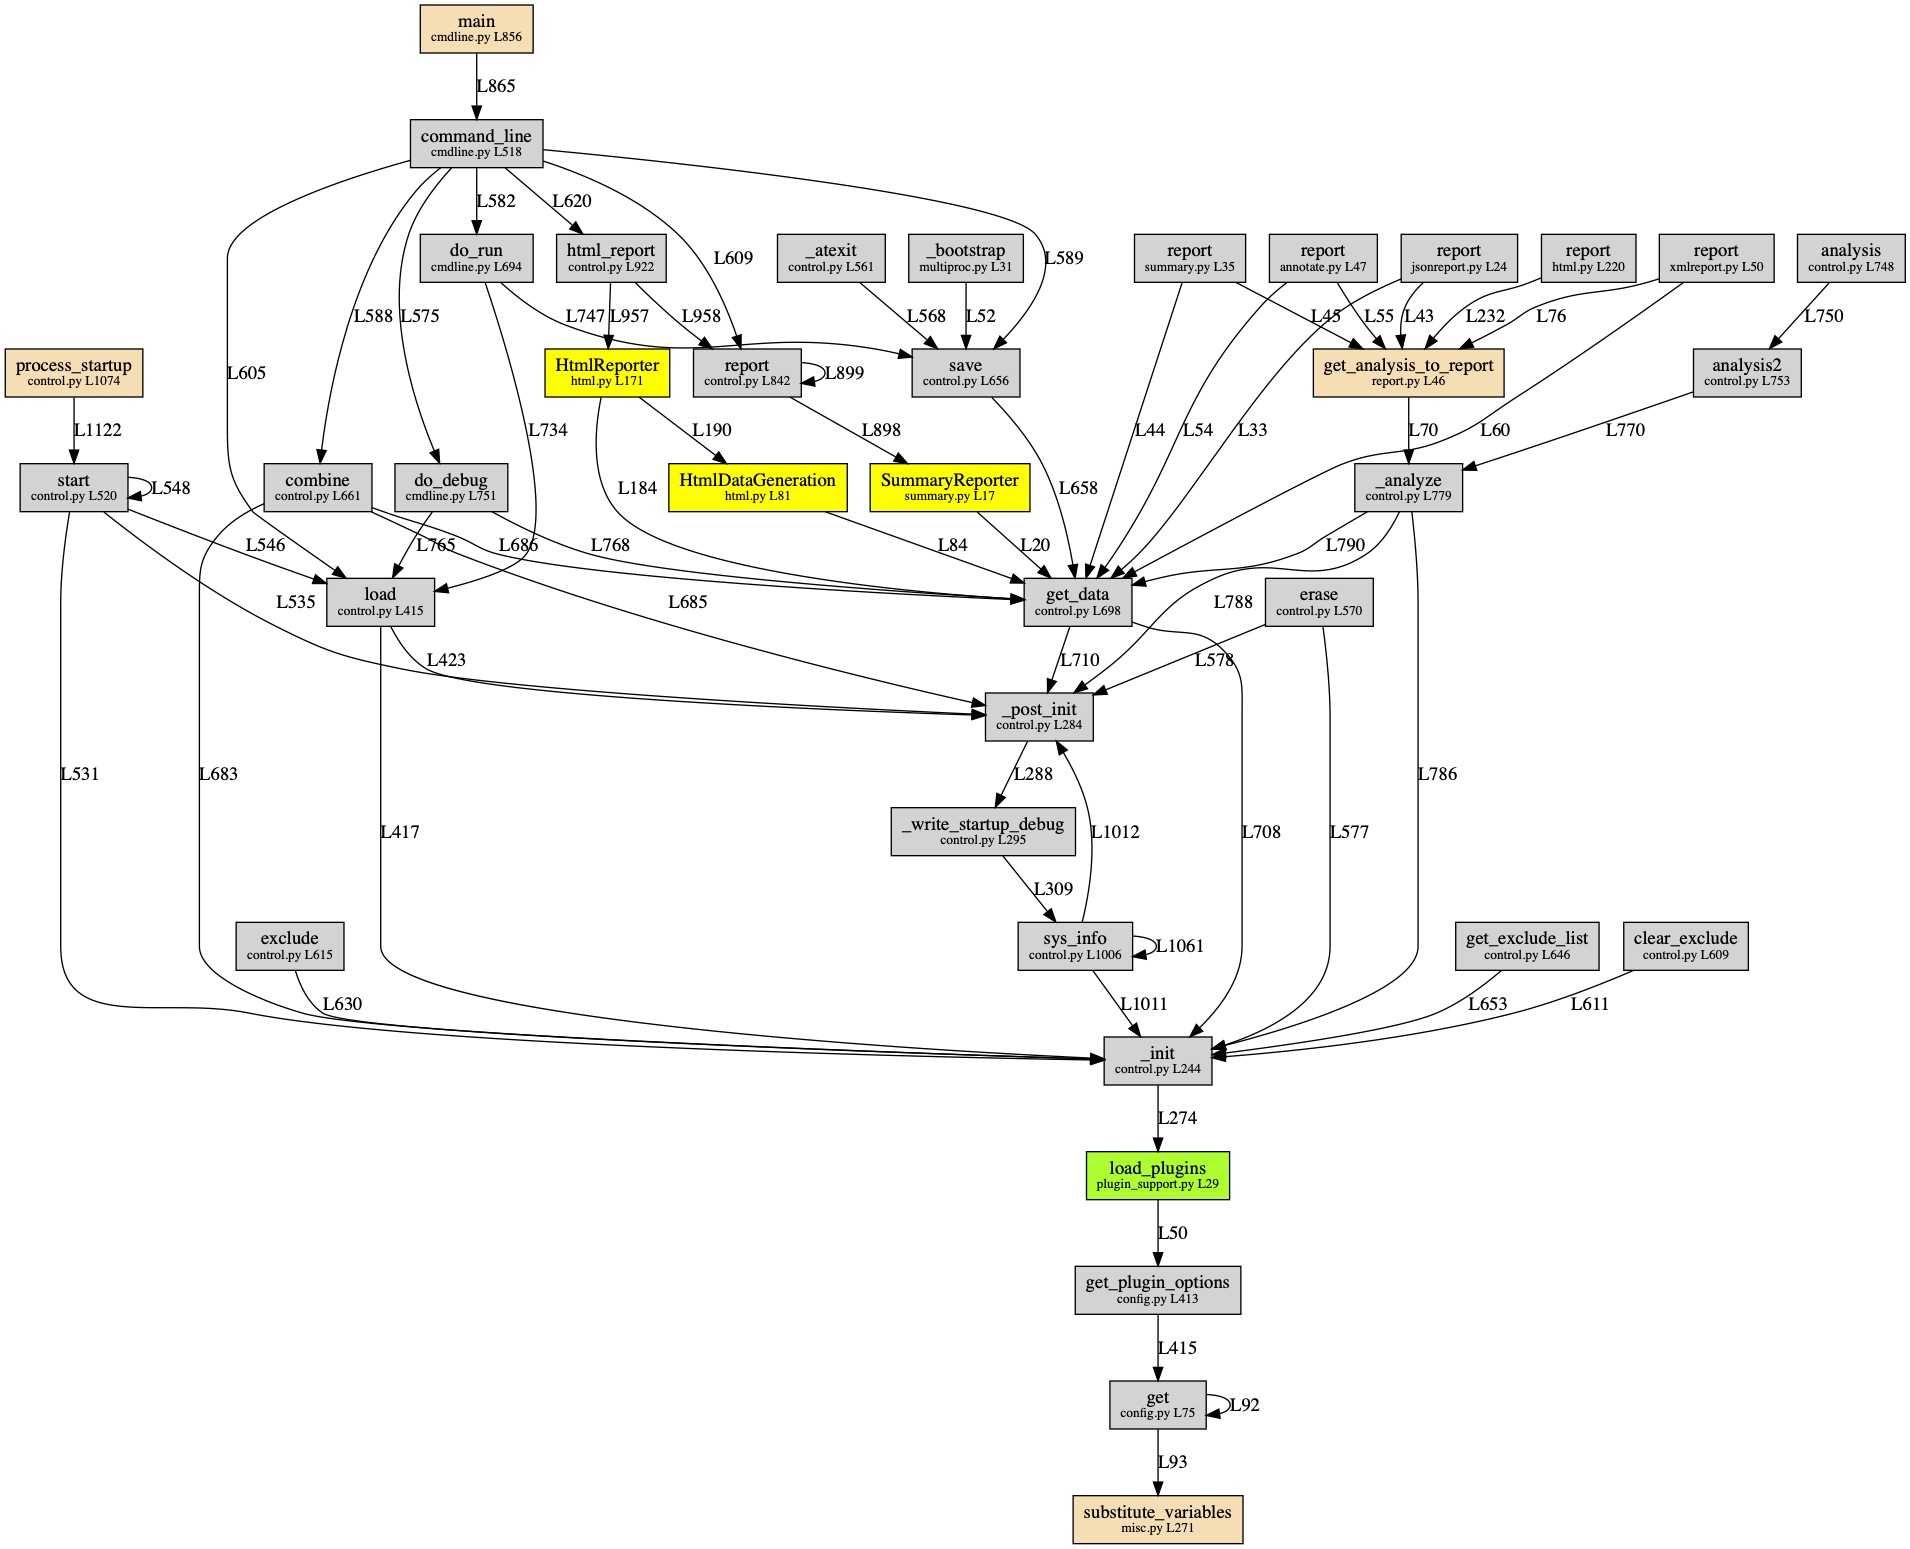 main
cmdline.py L856
L865
command_line
cmdline.py L518
L582
L620
do_run
cmdline.py L694
html_report
control.py L922
_atexit
control.py L561
_bootstrap
multiproc.py L31
report
summary.py L35
report
annotate.py L47
report
jsonreport.py L24
report
html.py L220
report
xmlreport.py L50
analysis
control.py L748
L609
L589
L588
L575
L747
L957
L958
L568
L52
L45
L55
L43
L232
L76
L750
process_startup
control.py L1074
L605
HtmlReporter
html.py L171
report
control.py L842
L899
save
control.py L656
get_analysis_to_report
report.py L46
analysis2
control.py L753
L1122
L734
L190
L898
L44
L54
L33
L60
L70
L770
start
control.py L520
L548
combine
control.py L661
do_debug
cmdline.py L751
L184
HtmlDataGeneration
html.py L81
SummaryReporter
summary.py L17
L658
_analyze
control.py L779
L546
L765
L686
L768
L84
L20
L790
load
control.py L415
get_data
control.py L698
erase
control.py L570
L535
L685
L788
L423
L710
L578
_post_init
control.py L284
L531
L683
L288
L786
_write_startup_debug
control.py L295
L417
L1012
L708
L577
L309
exclude
control.py L615
sys_info
control.py L1006
L1061
get_exclude_list
control.py L646
clear_exclude
control.py L609
L630
L1011
L653
L611
_init
control.py L244
L274
load_plugins
plugin_support.py L29
L50
get_plugin_options
config.py L413
L415
get
config.py L75
L92
L93
substitute_variables
misc.py L271